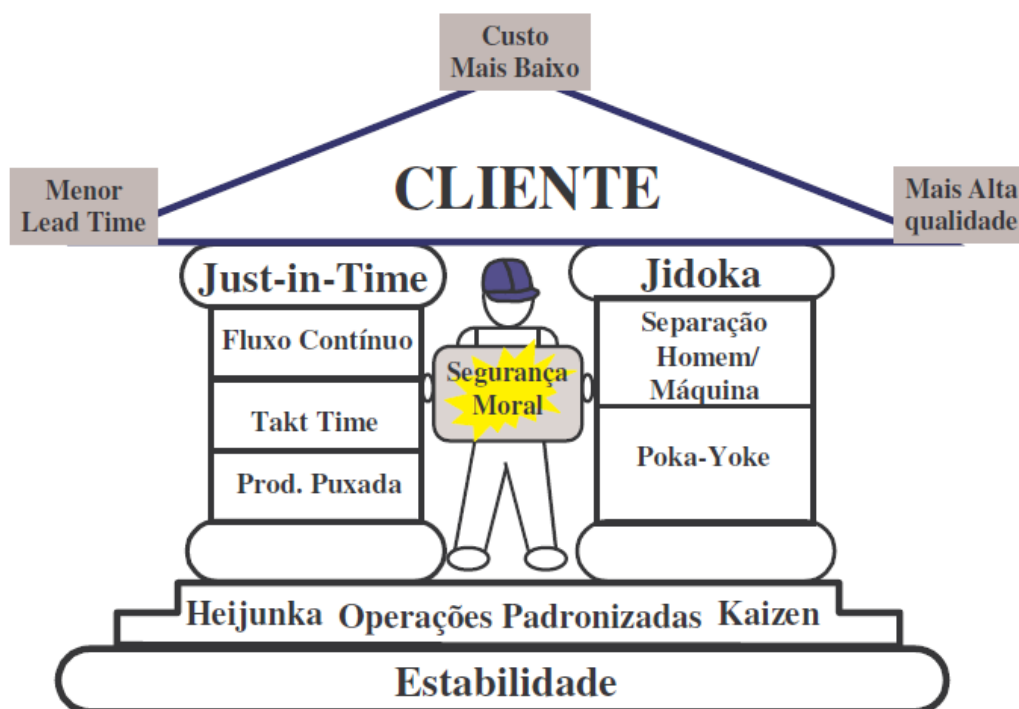 Custo
Mais Baixo
CLIENTE
Menor
Lead Time
Mais Alta
qualidade
Just-in-Time
Fluxo Contínuo
Takt Time
Prod. Puxada
Segurança
Moral
Jidoka
Separação
Homem/
Máquina
Poka-Yoke
Heijunka Operações Padronizadas Kaizen
Estabilidade